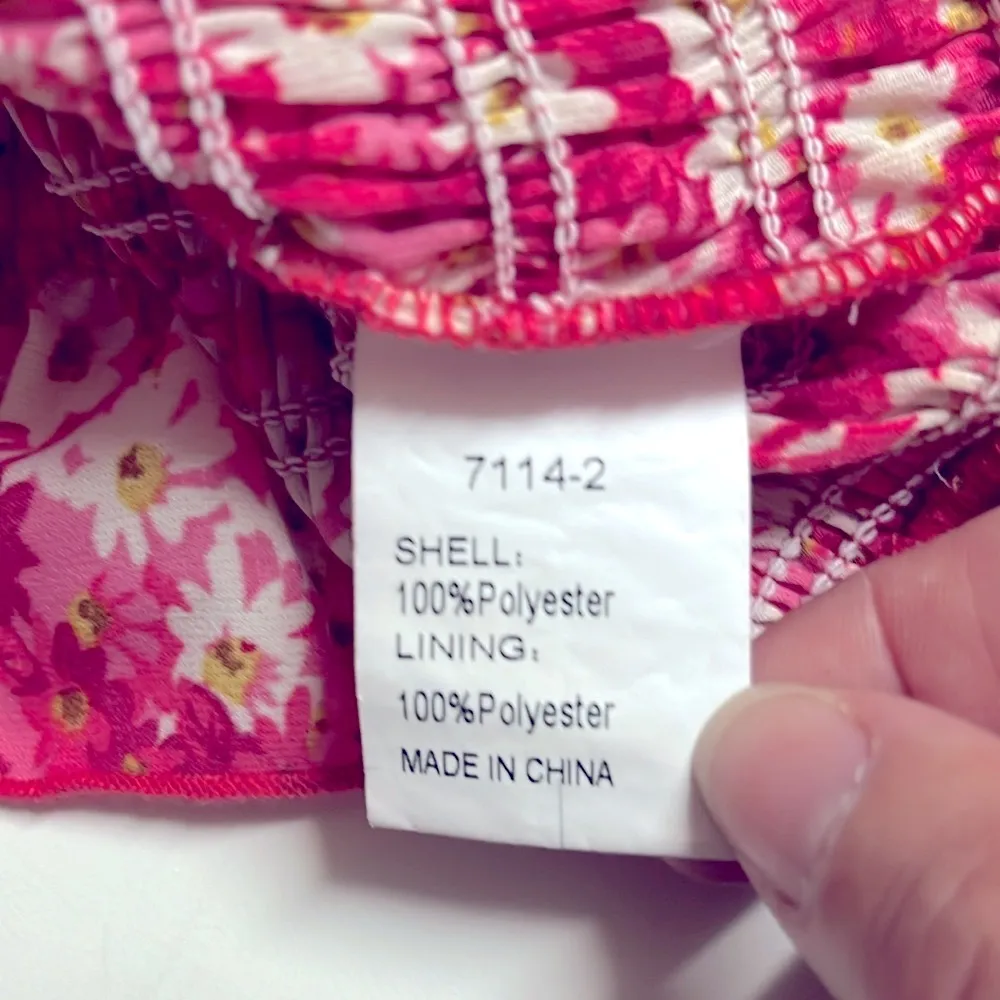 7114-2
SHELL:
100%Polyester
LINING:
100%Polyester
MADE IN CHINA